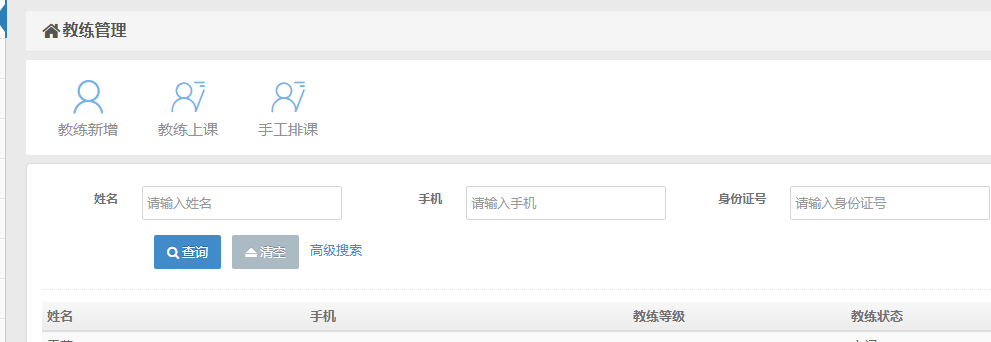 教练管理
教练新增 教练上课 手工排课
姓名 请输入姓名 手机 请输入手机 身份证号 请输入身份证号
查询 清空 高级搜索
姓名 手机 教练等级 教练状态